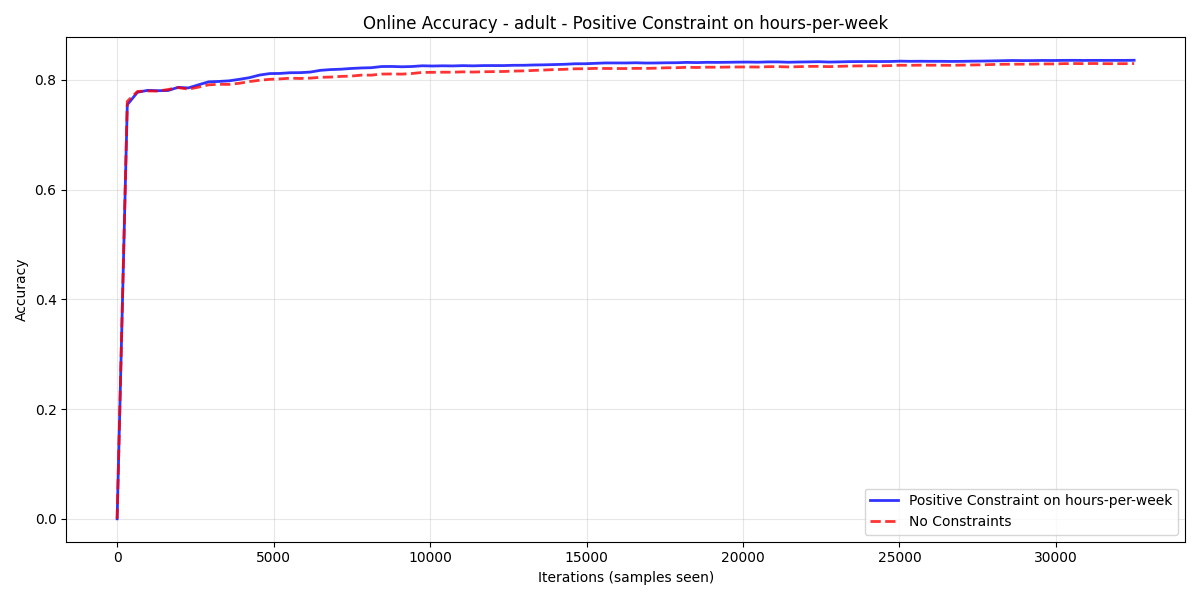 Online Accuracy - adult - Positive Constraint on hours-per-week
Accuracy
0.8
0.6
0.4
0.2
0.0
0 5000 10000 15000 20000 25000 30000
Iterations (samples seen)
Positive Constraint on hours-per-week
No Constraints